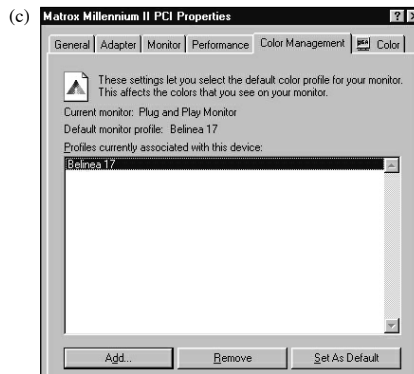 (c)
Matrox Millennium II PCI Properties
General Adapter Monitor Performance Color Management Color
These settings let you select the default color profile for your monitor.
This affects the colors that you see on your monitor.
Current monitor: Plug and Play Monitor
Default monitor profile: Belinea 17
Profiles currently associated with this device:
Belinea 17
Add... Remove Set As Default